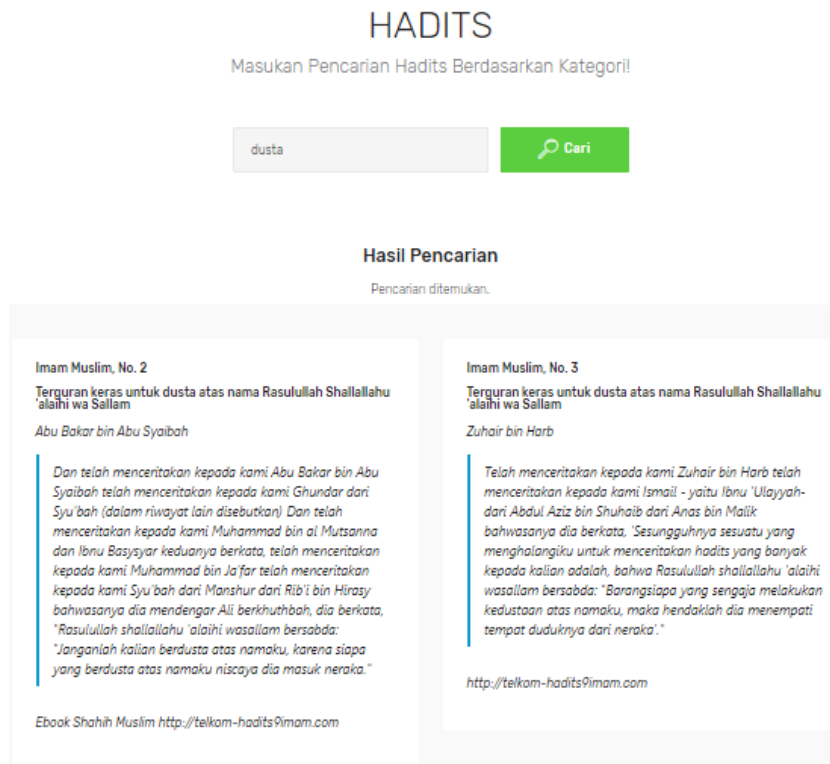 HADITS
Masukan Pencarian Hadits Berdasarkan Kategori!
dusta
Cari
Hasil Pencarian
Pencarian ditemukan.
Imam Muslim, No. 2
Terguran keras untuk dusta atas nama Rasulullah Shallallahu
'alaihi wa Sallam
Abu Bakar bin Abu Syaibah
Dan telah menceritakan kepada kami Abu Bakar bin Abu
Syaibah telah menceritakan kepada kami Ghundar dari
Syu'bah (dalam riwayat lain disebutkan) Dan telah
menceritakan kepada kami Muhammad bin al Mutsanna
dan Ibnu Basysyar keduanya berkata, telah menceritakan
kepada kami Muhammad bin Ja'far telah menceritakan
kepada kami Syu'bah dari Manshur dari Rib'i bin Hirasy
bahwasanya dia mendengar Ali berkhuthbah, dia berkata,
"Rasulullah shallallahu 'alaihi wasallam bersabda:
"Janganlah kalian berdusta atas namaku, karena siapa
yang berdusta atas namaku niscaya dia masuk neraka."
Ebook Shahih Muslim http://telkom-hadits9imam.com
Imam Muslim, No. 3
Terguran keras untuk dusta atas nama Rasulullah Shallallahu
'alaihi wa Sallam
Zuhair bin Harb
Telah menceritakan kepada kami Zuhair bin Harb telah
menceritakan kepada kami Ismail - yaitu Ibnu 'Ulayyah-
dari Abdul Aziz bin Shuhaib dari Anas bin Malik
bahwasanya dia berkata, 'Sesungguhnya sesuatu yang
menghalangiku untuk menceritakan hadits yang banyak
kepada kalian adalah, bahwa Rasulullah shallallahu 'alaihi
wasallam bersabda: "Barangsiapa yang sengaja melakukan
kedustaan atas namaku, maka hendaklah dia menempati
tempat duduknya dari neraka'."
http://telkom-hadits9imam.com